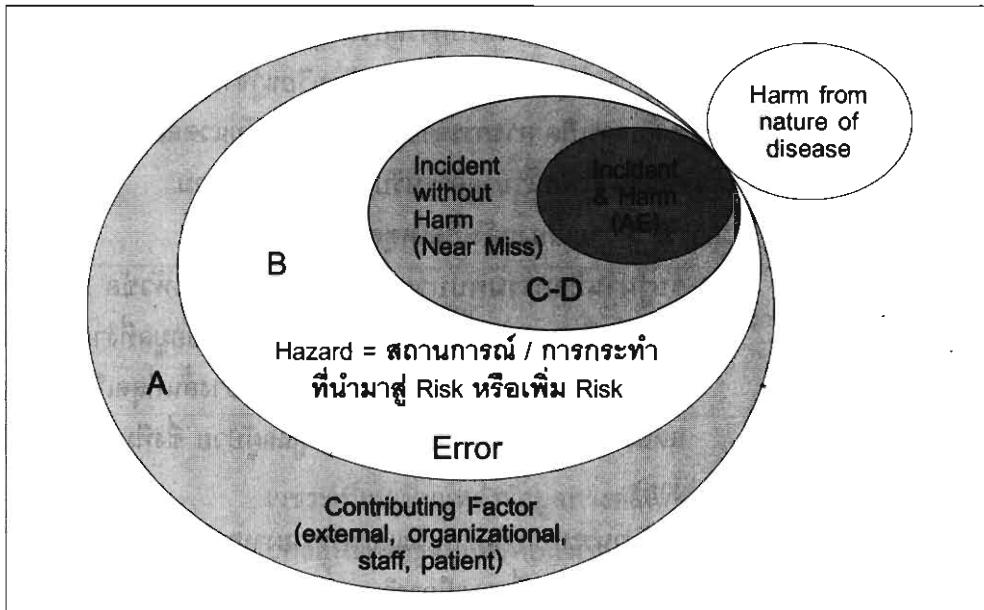 Harm from
nature of
disease
Incident
without
Harm
(Near Miss)
Incident
& Harm
(AE)
B
C-D
Hazard = สถานการณ์ / การกระทำ
ที่นำมาสู่ Risk หรือเพิ่ม Risk
A
Error
Contributing Factor
(external, organizational,
staff, patient)